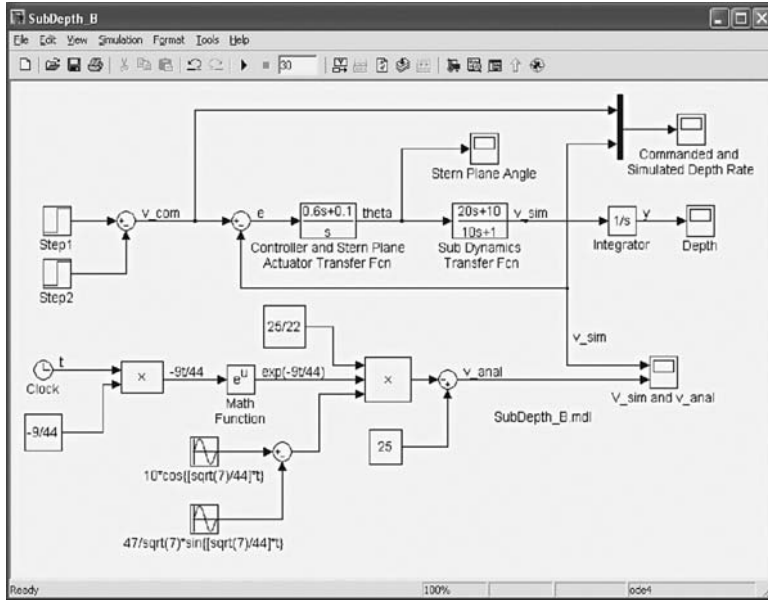 SubDepth_B
File Edit View Simulation Format Tools Help
30
Stern Plane Angle
Commanded and
Simulated Depth Rate
v_com
e
0.6s+0.1
s
theta
20s+10
10s+1
v_sim
1/s
y
Step1
Controller and Stern Plane
Actuator Transfer Fcn
Sub Dynamics
Transfer Fcn
Integrator
Depth
Step2
25/22
v_sim
t
Clock
×
-9t/44
eu
exp(-9t/44)
×
v_anal
Math
Function
V_sim and v_anal
-9/44
SubDepth_B.mdl
25
10*cos{[sqrt(7)/44]*t}
47/sqrt(7)*sin{[sqrt(7)/44]*t}
Ready
100%
ode4